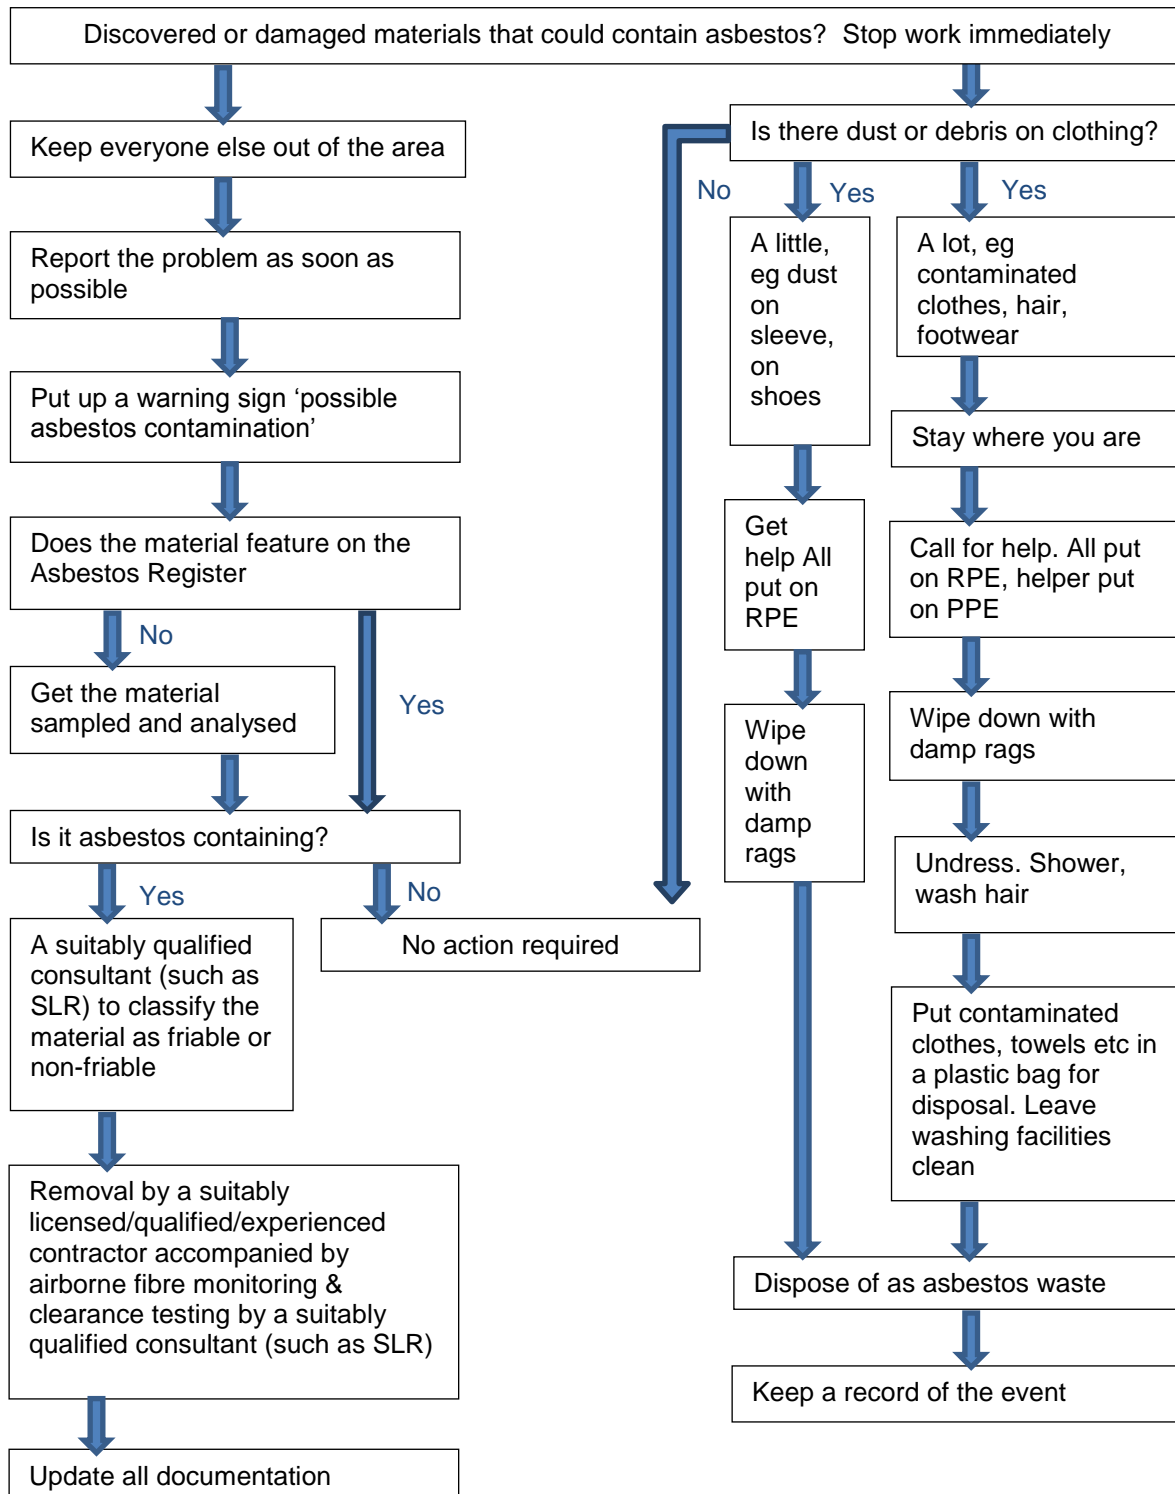 Discovered or damaged materials that could contain asbestos?  Stop work immediately
Keep everyone else out of the area
Report the problem as soon as
possible
Put up a warning sign ‘possible
asbestos contamination’
Does the material feature on the
Asbestos Register
No
Yes
Get the material
sampled and analysed
Is it asbestos containing?
Yes
No
A suitably qualified
consultant (such as
SLR) to classify the
material as friable or
non-friable
No action required
Removal by a suitably
licensed/qualified/experienced
contractor accompanied by
airborne fibre monitoring &
clearance testing by a suitably
qualified consultant (such as SLR)
Update all documentation
Is there dust or debris on clothing?
No
Yes
Yes
A little,
eg dust
on
sleeve,
on
shoes
Get
help All
put on
RPE
Wipe
down
with
damp
rags
A lot, eg
contaminated
clothes, hair,
footwear
Stay where you are
Call for help. All put
on RPE, helper put
on PPE
Wipe down with
damp rags
Undress. Shower,
wash hair
Put contaminated
clothes, towels etc in
a plastic bag for
disposal. Leave
washing facilities
clean
Dispose of as asbestos waste
Keep a record of the event